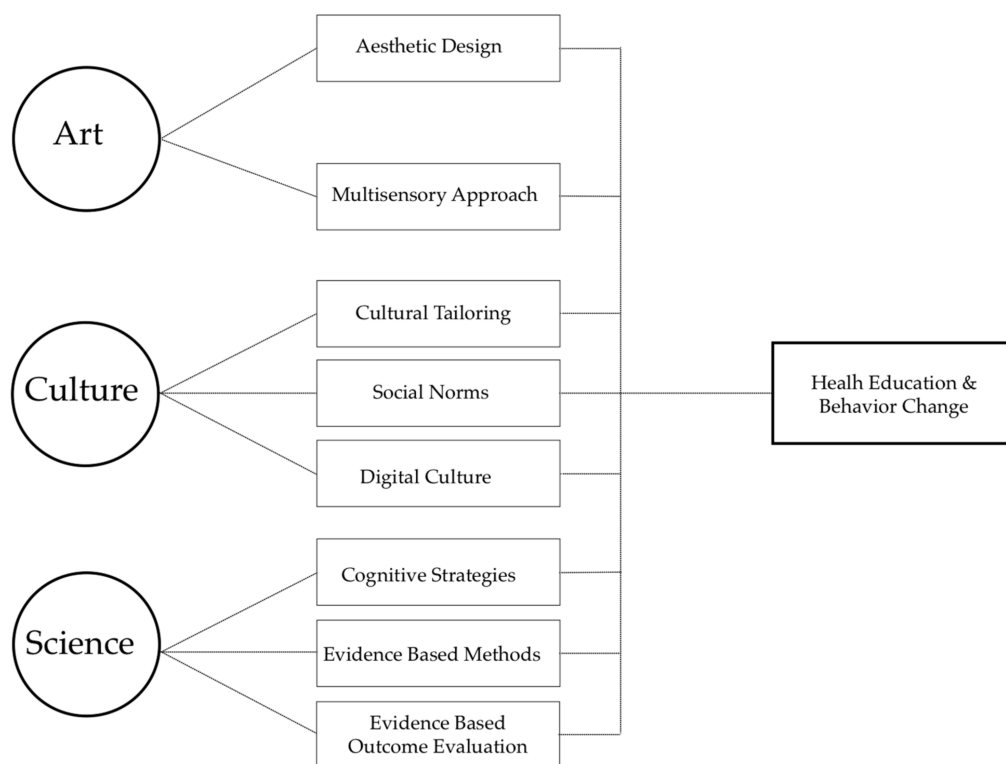 Art
Aesthetic Design
Multisensory Approach
Culture
Cultural Tailoring
Social Norms
Digital Culture
Science
Cognitive Strategies
Evidence Based Methods
Evidence Based
Outcome Evaluation
Healh Education &
Behavior Change